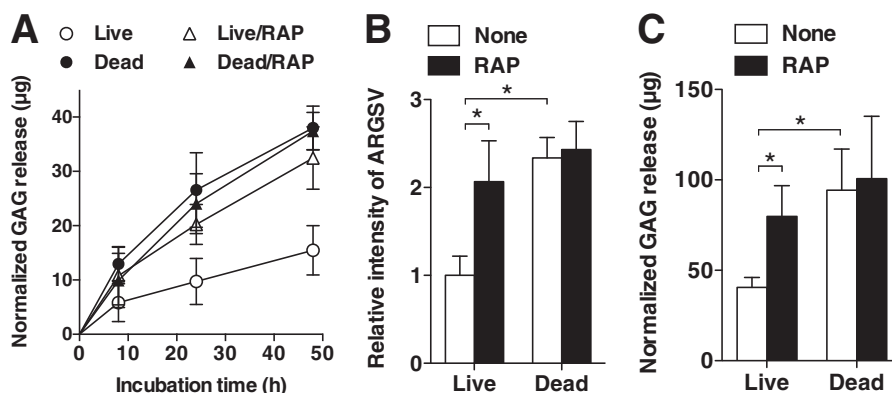 A
Live
Live/RAP
Dead
Dead/RAP
Normalized GAG release (µg)
40
30
20
10
0
0 10 20 30 40 50
Incubation time (h)
B
None
RAP
Relative intensity of ARGSV
3
2
1
0
*
*
Live Dead
C
None
RAP
Normalized GAG release (µg)
150
100
50
0
*
*
Live Dead